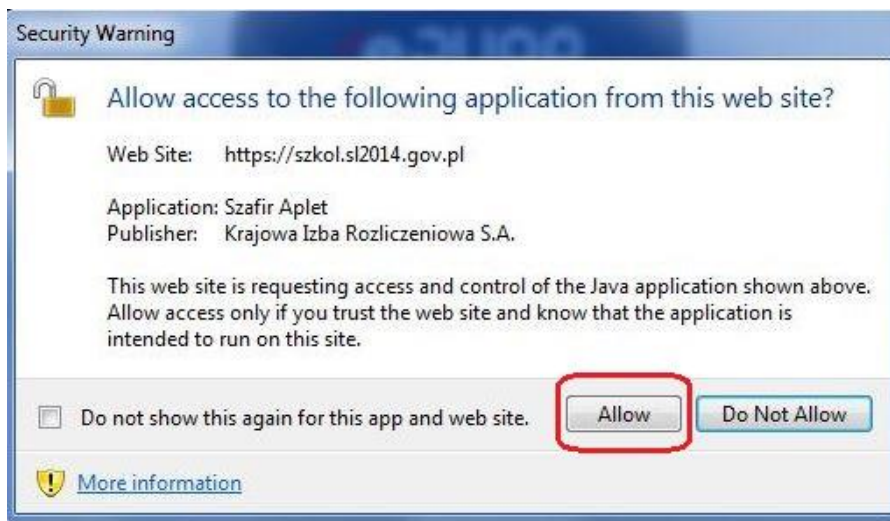 Security Warning
Allow access to the following application from this web site?
Web Site: https://szkol.sl2014.gov.pl
Application: Szafir Aplet
Publisher: Krajowa Izba Rozliczeniowa S.A.
This web site is requesting access and control of the Java application shown above.
Allow access only if you trust the web site and know that the application is
intended to run on this site.
Do not show this again for this app and web site.
Allow
Do Not Allow
More information